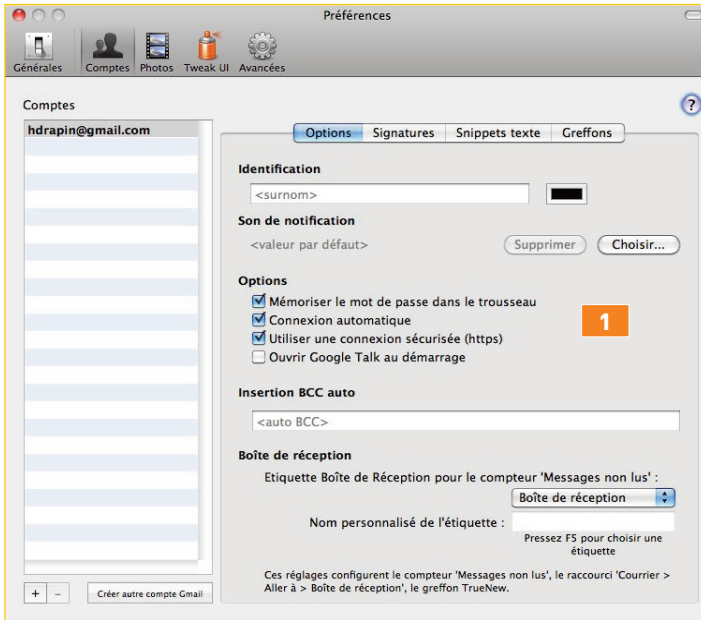 Préférences
Générales
Comptes
Photos
Tweak UI
Avancées
Comptes
?
hdrapin@gmail.com
Options
Signatures
Snippets texte
Greffons
Identification
<surnom>
Son de notification
<valeur par défaut>
Supprimer
Choisir...
Options
Mémoriser le mot de passe dans le trousseau
Connexion automatique
1
Utiliser une connexion sécurisée (https)
Ouvrir Google Talk au démarrage
Insertion BCC auto
<auto BCC>
Boîte de réception
Etiquette Boîte de Réception pour le compteur 'Messages non lus' :
Boîte de réception
Nom personnalisé de l'étiquette :
Pressez F5 pour choisir une
étiquette
Ces réglages configurent le compteur 'Messages non lus', le raccourci 'Courrier >
Aller à > Boîte de réception', le greffon TrueNew.
+
-
Créer autre compte Gmail